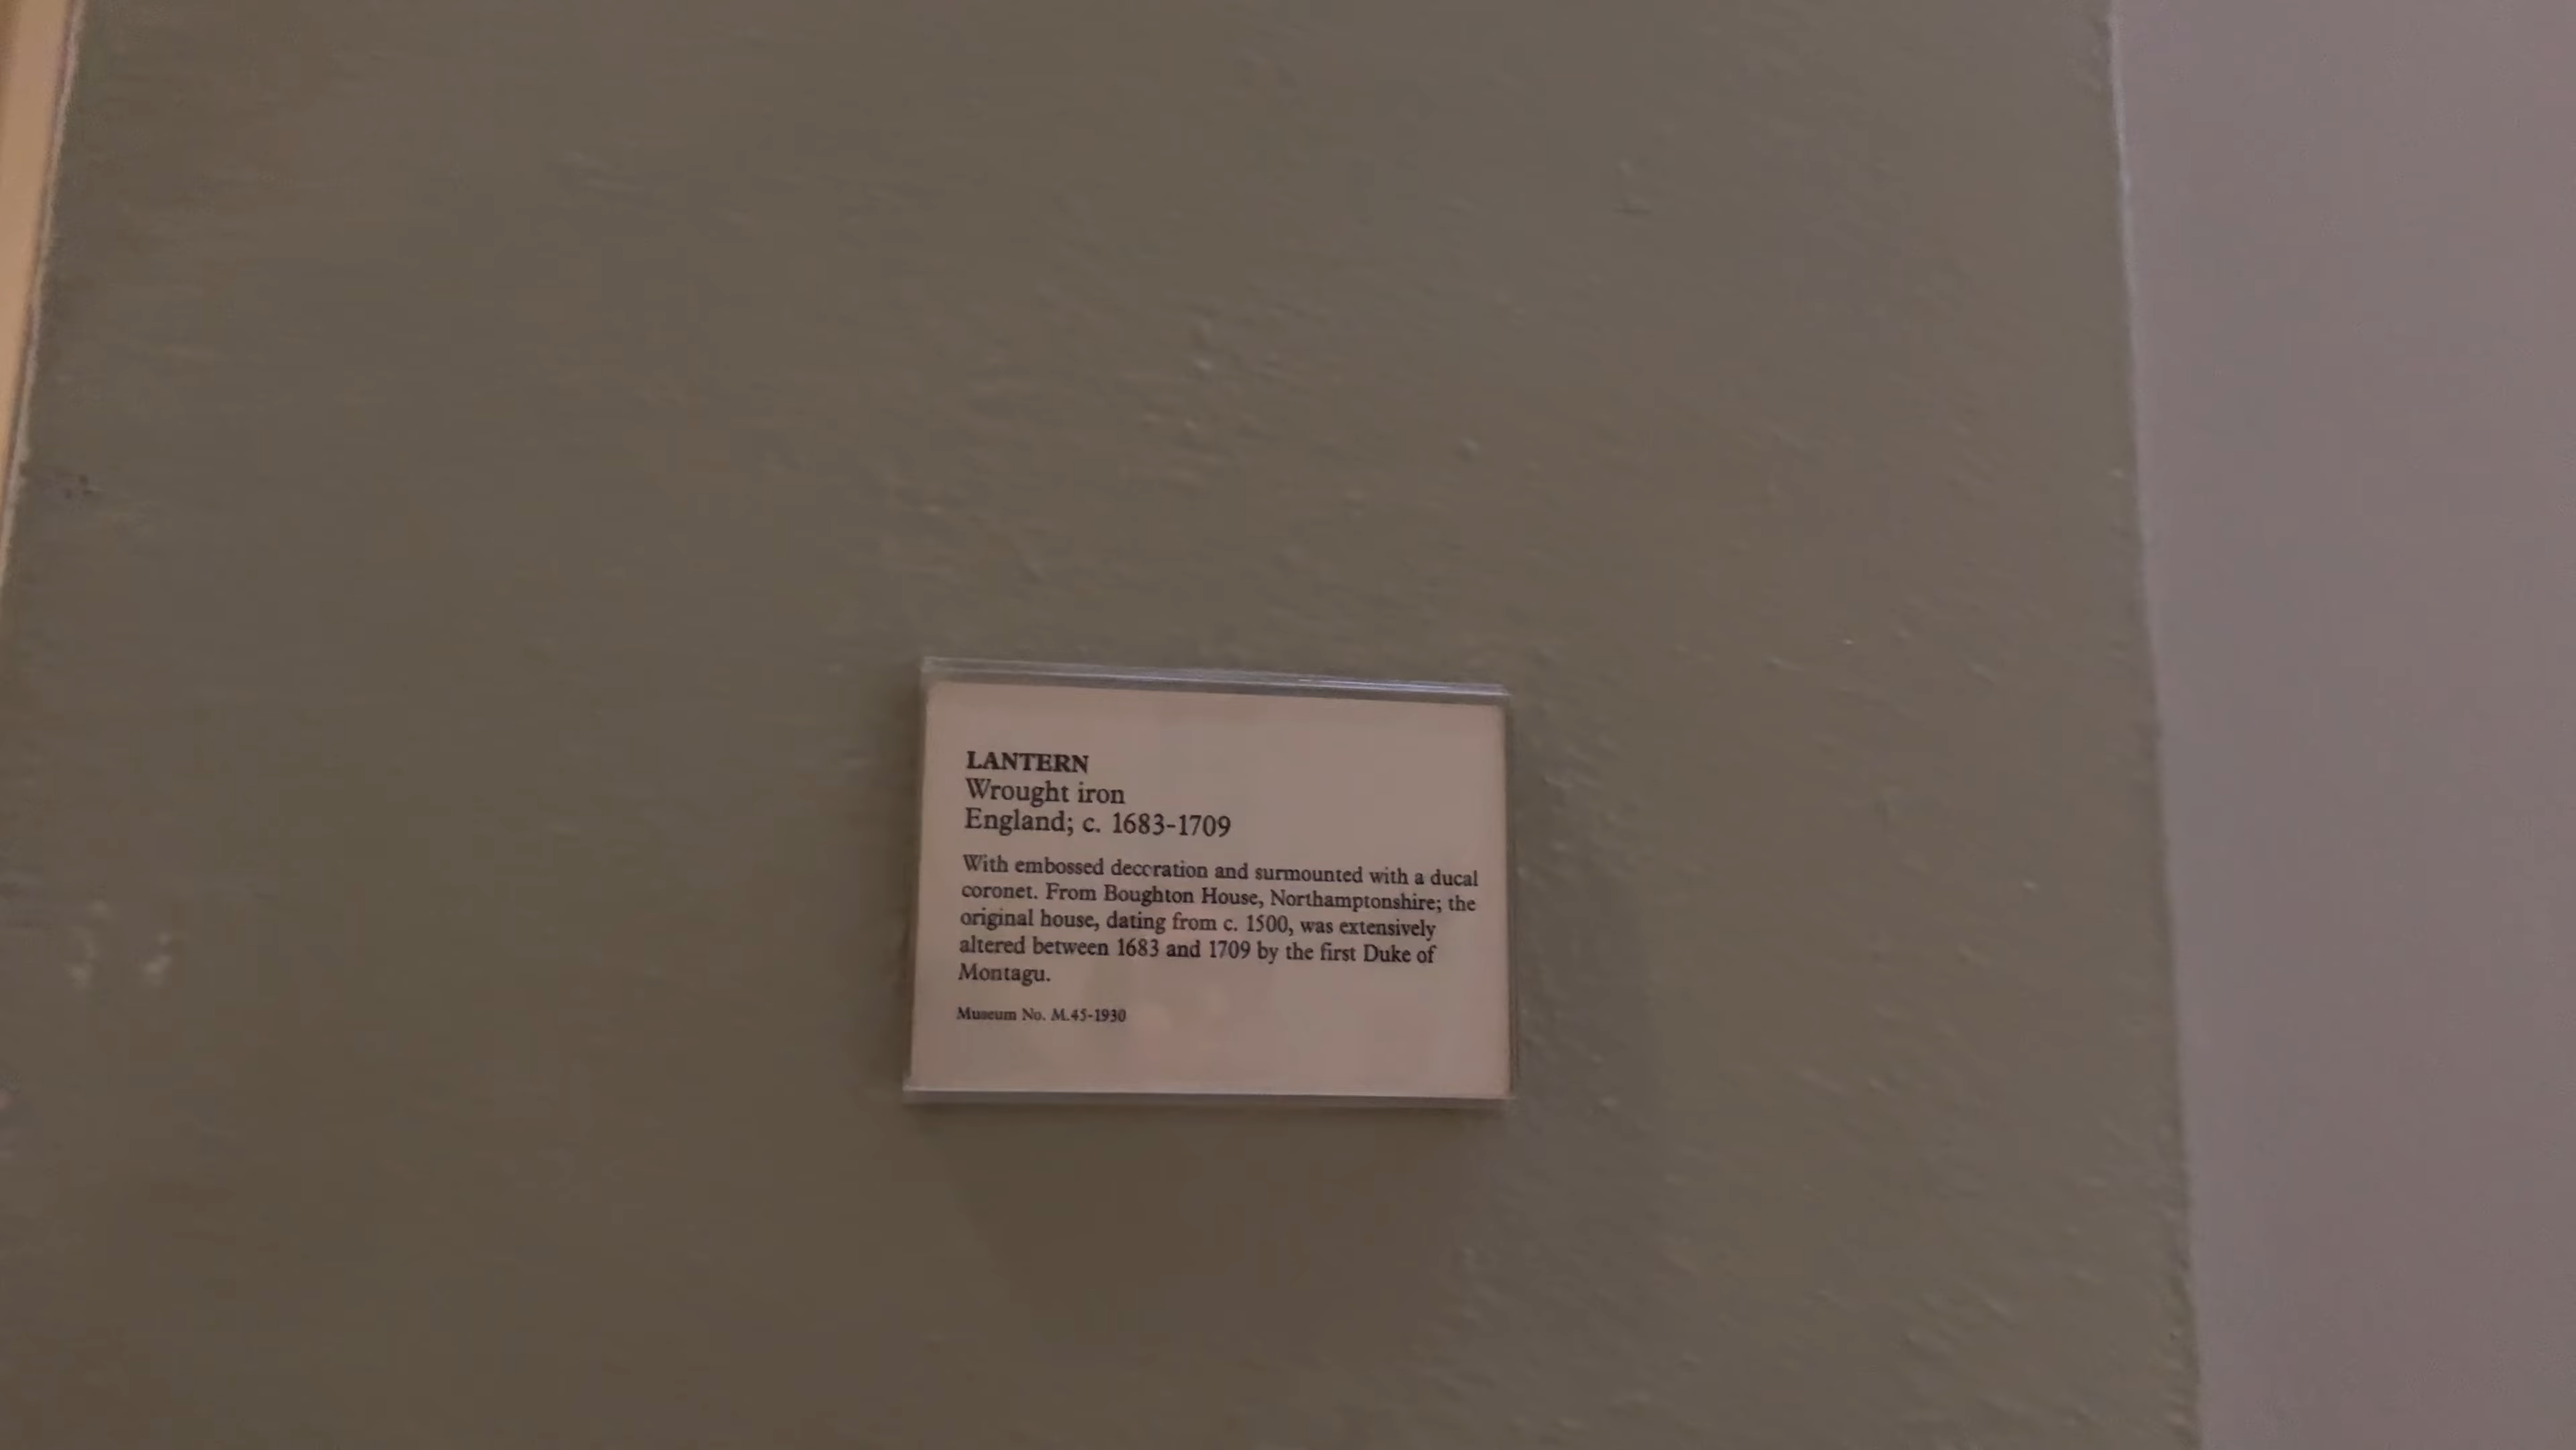 LANTERN
Wrought iron
England; c. 1683-1709
With embossed decoration and surmounted with a ducal
coronet. From Boughton House, Northamptonshire; the
original house, dating from c. 1500, was extensively
altered between 1683 and 1709 by the first Duke of
Montagu.
Museum No. M.45-1930